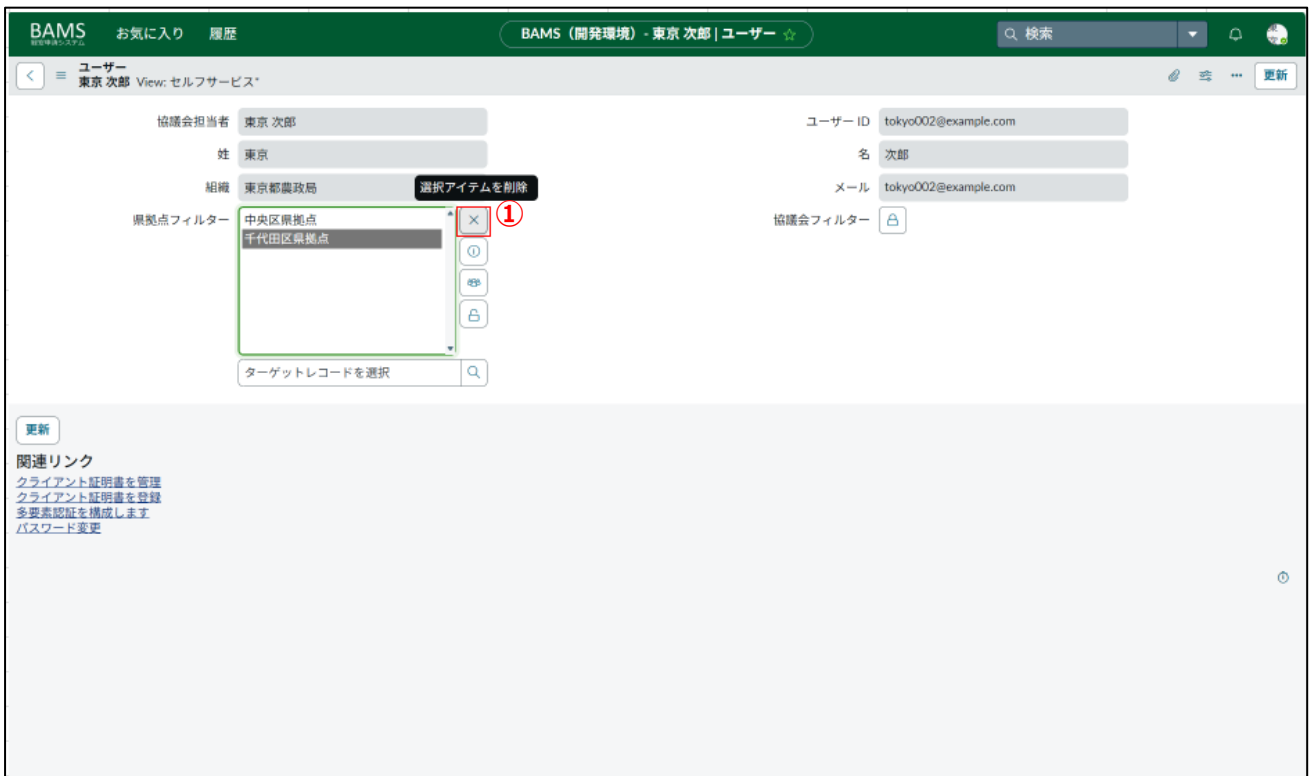 BAMS お気に入り 履歴 BAMS（開発環境）- 東京 次郎 | ユーザー ☆ 検索
ユーザー
東京 次郎 View: セルフサービス* 更新
協議会担当者 東京 次郎 ユーザー ID tokyo002@example.com
姓 東京 名 次郎
組織 東京都農政局 選択アイテムを削除 メール tokyo002@example.com
県拠点フィルター 中央区県拠点 ① 協議会フィルター
千代田区県拠点
ターゲットレコードを選択
更新
関連リンク
クライアント証明書を管理
クライアント証明書を登録
多要素認証を構成します
パスワード変更